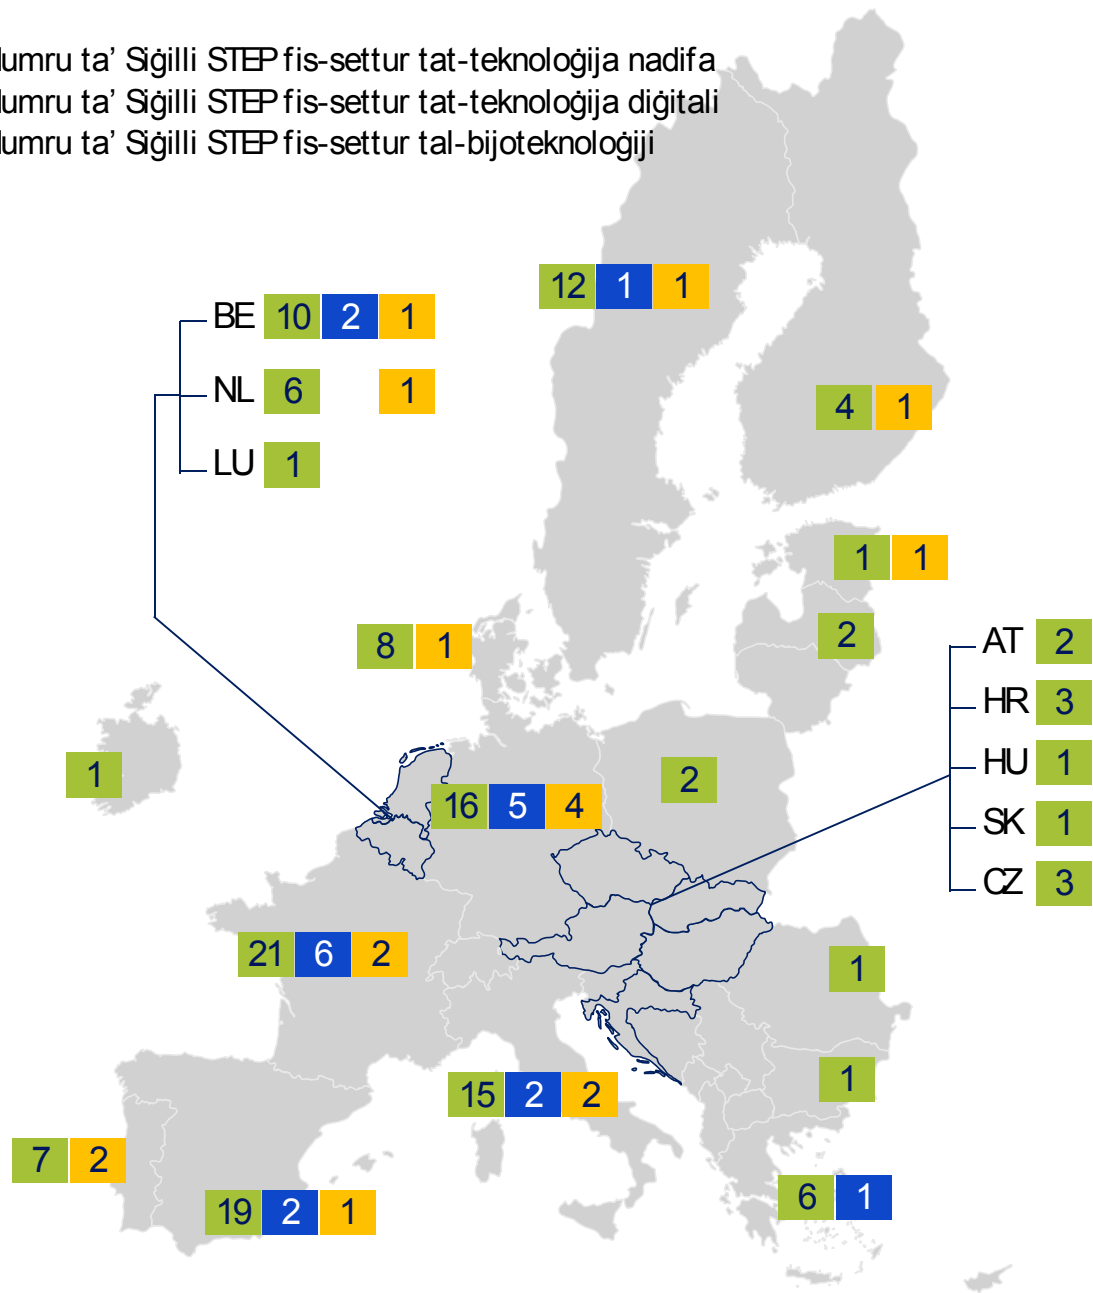 umru ta' Siġilli STEP fis-settur tat-teknoloġija nadifa
umru ta' Siġilli STEP fis-settur tat-teknoloġija diġitali
umru ta' Siġilli STEP fis-settur tal-bijoteknoloġiji
12 1 1
BE 10 2 1
NL 6 1
4 1
LU 1
1 1
2
8 1
AT 2
HR 3
HU 1
1
2
16 5 4
SK 1
CZ 3
21 6 2
1
1
15 2 2
7 2
6 1
19 2 1